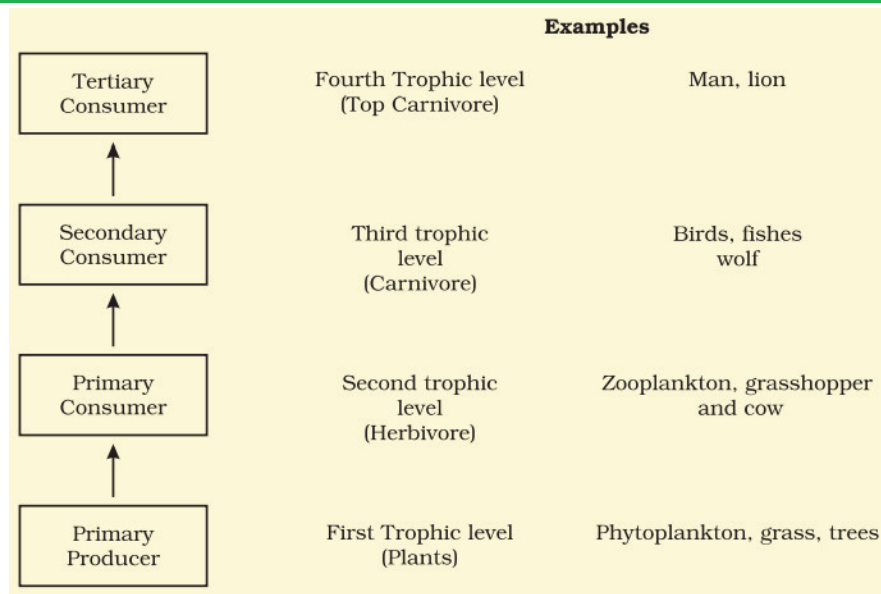 Examples
Tertiary
Consumer
Fourth Trophic level
(Top Carnivore)
Man, lion
Secondary
Consumer
Third trophic
level
(Carnivore)
Birds, fishes
wolf
Primary
Consumer
Second trophic
level
(Herbivore)
Zooplankton, grasshopper
and cow
Primary
Producer
First Trophic level
(Plants)
Phytoplankton, grass, trees